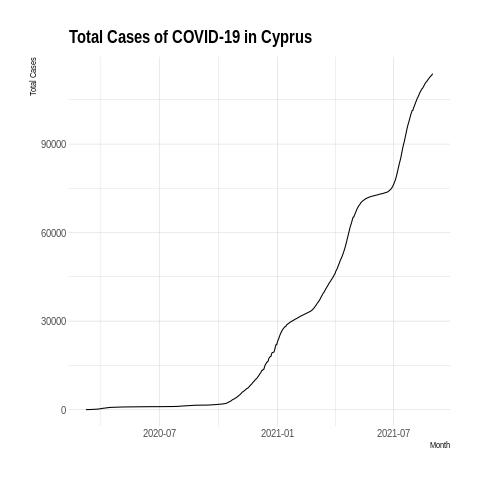 Total Cases of COVID-19 in Cyprus
Total Cases
90000
60000
30000
0
2020-07
2021-01
2021-07
Month